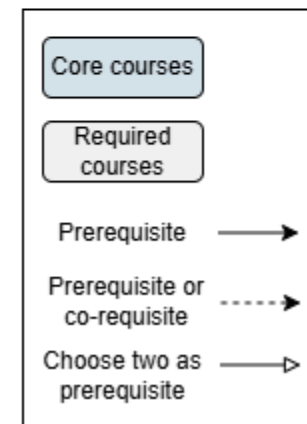 Core courses
Required
courses
Prerequisite
Prerequisite or
co-requisite
Choose two as
prerequisite